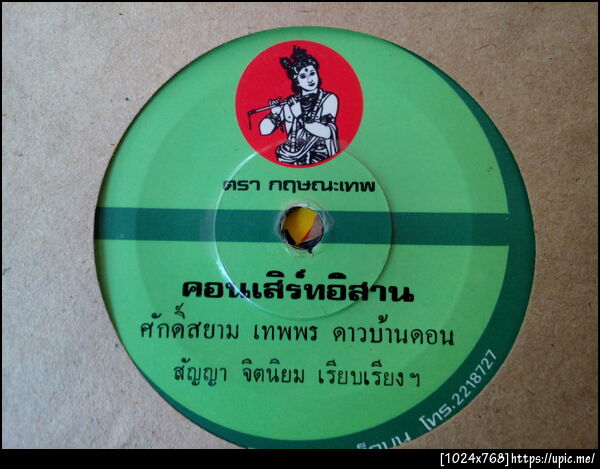 ตรา กฤษณะเทพ
คอนเสิร์ทอิสาน
ศักดิ์สยาม เทพพร ดาวบ้านดอน
สัญญา จิตนิยม เรียบเรียงฯ
โทร.2218727
[1024x768]https://upic.me/